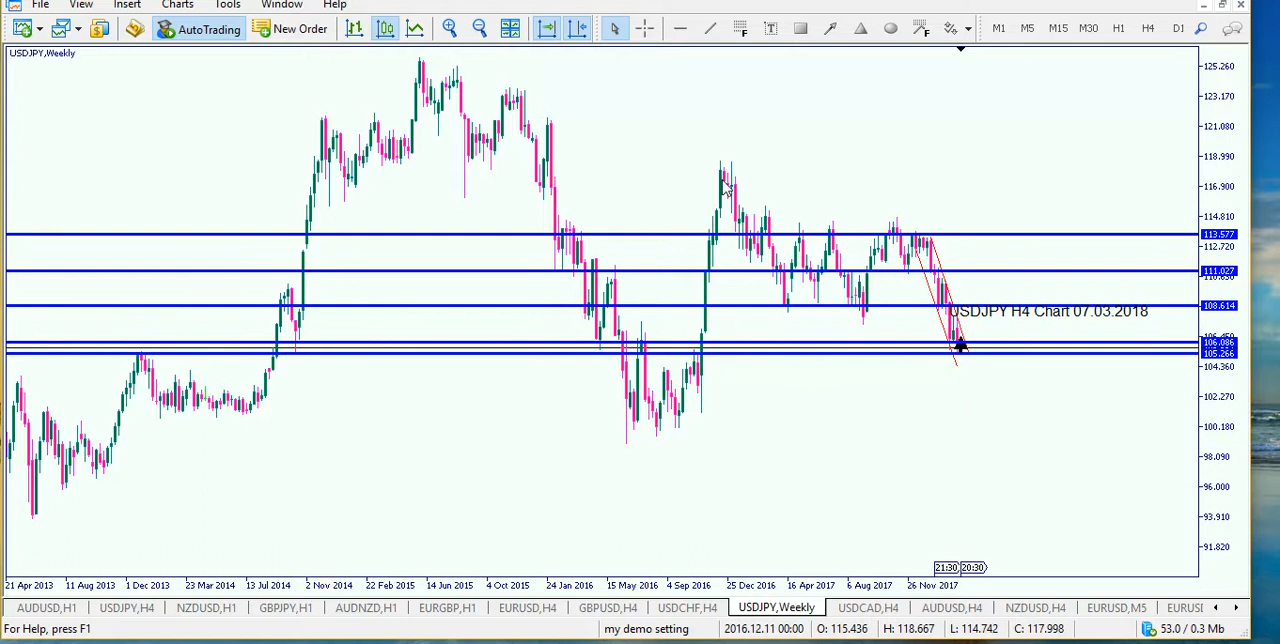 File View Insert Charts Tools Window Help
AutoTrading New Order M1 M5 M15 M30 H1 H4 D1
USDJPY,Weekly
125.260
123.170
121.080
118.990
116.900
114.810
113.577
112.720
111.027
108.614
USDJPY H4 Chart 07.03.2018
106.086
105.266
104.360
102.270
100.180
98.090
96.000
93.910
91.820
21:30 20:30
21 Apr 2013 11 Aug 2013 1 Dec 2013 23 Mar 2014 13 Jul 2014 2 Nov 2014 22 Feb 2015 14 Jun 2015 4 Oct 2015 24 Jan 2016 15 May 2016 4 Sep 2016 25 Dec 2016 16 Apr 2017 6 Aug 2017 26 Nov 2017
AUDUSD,H1 USDJPY,H4 NZDUSD,H1 GBPJPY,H1 AUDNZD,H1 EURGBP,H1 EURUSD,H4 GBPUSD,H4 USDCHF,H4 USDJPY,Weekly USDCAD,H4 AUDUSD,H4 NZDUSD,H4 EURUSD,M5 EURUSI
For Help, press F1 my demo setting 2016.12.11 00:00 O: 115.436 H: 118.667 L: 114.742 C: 117.998 53.0 / 0.3 Mb